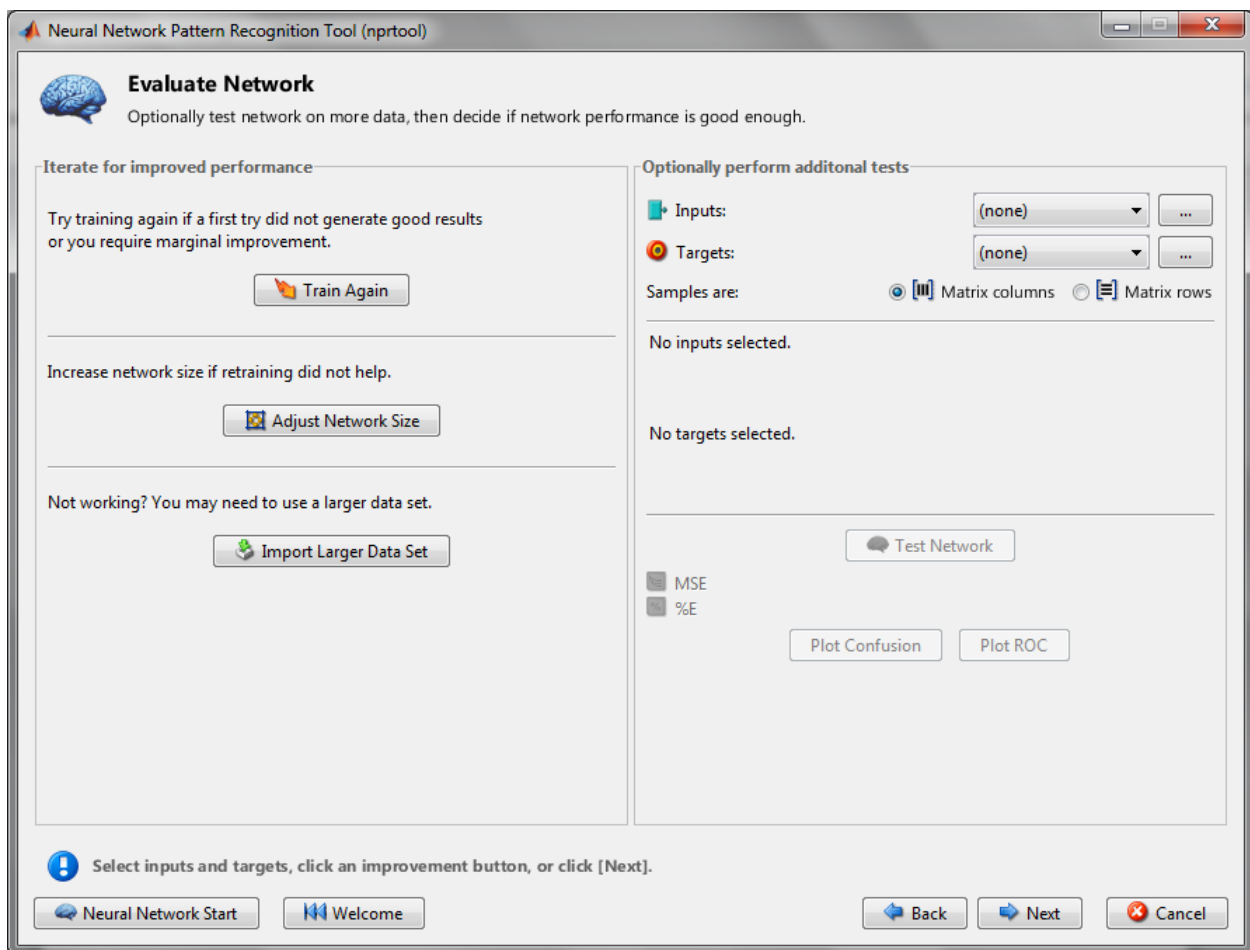 Neural Network Pattern Recognition Tool (nprtool)
Evaluate Network
Optionally test network on more data, then decide if network performance is good enough.
Iterate for improved performance
Try training again if a first try did not generate good results
or you require marginal improvement.
Train Again
Increase network size if retraining did not help.
Adjust Network Size
Not working? You may need to use a larger data set.
Import Larger Data Set
Optionally perform additonal tests
Inputs: (none) ...
Targets: (none) ...
Samples are: Matrix columns Matrix rows
No inputs selected.
No targets selected.
Test Network
MSE
%E
Plot Confusion Plot ROC
Select inputs and targets, click an improvement button, or click [Next].
Neural Network Start Welcome Back Next Cancel